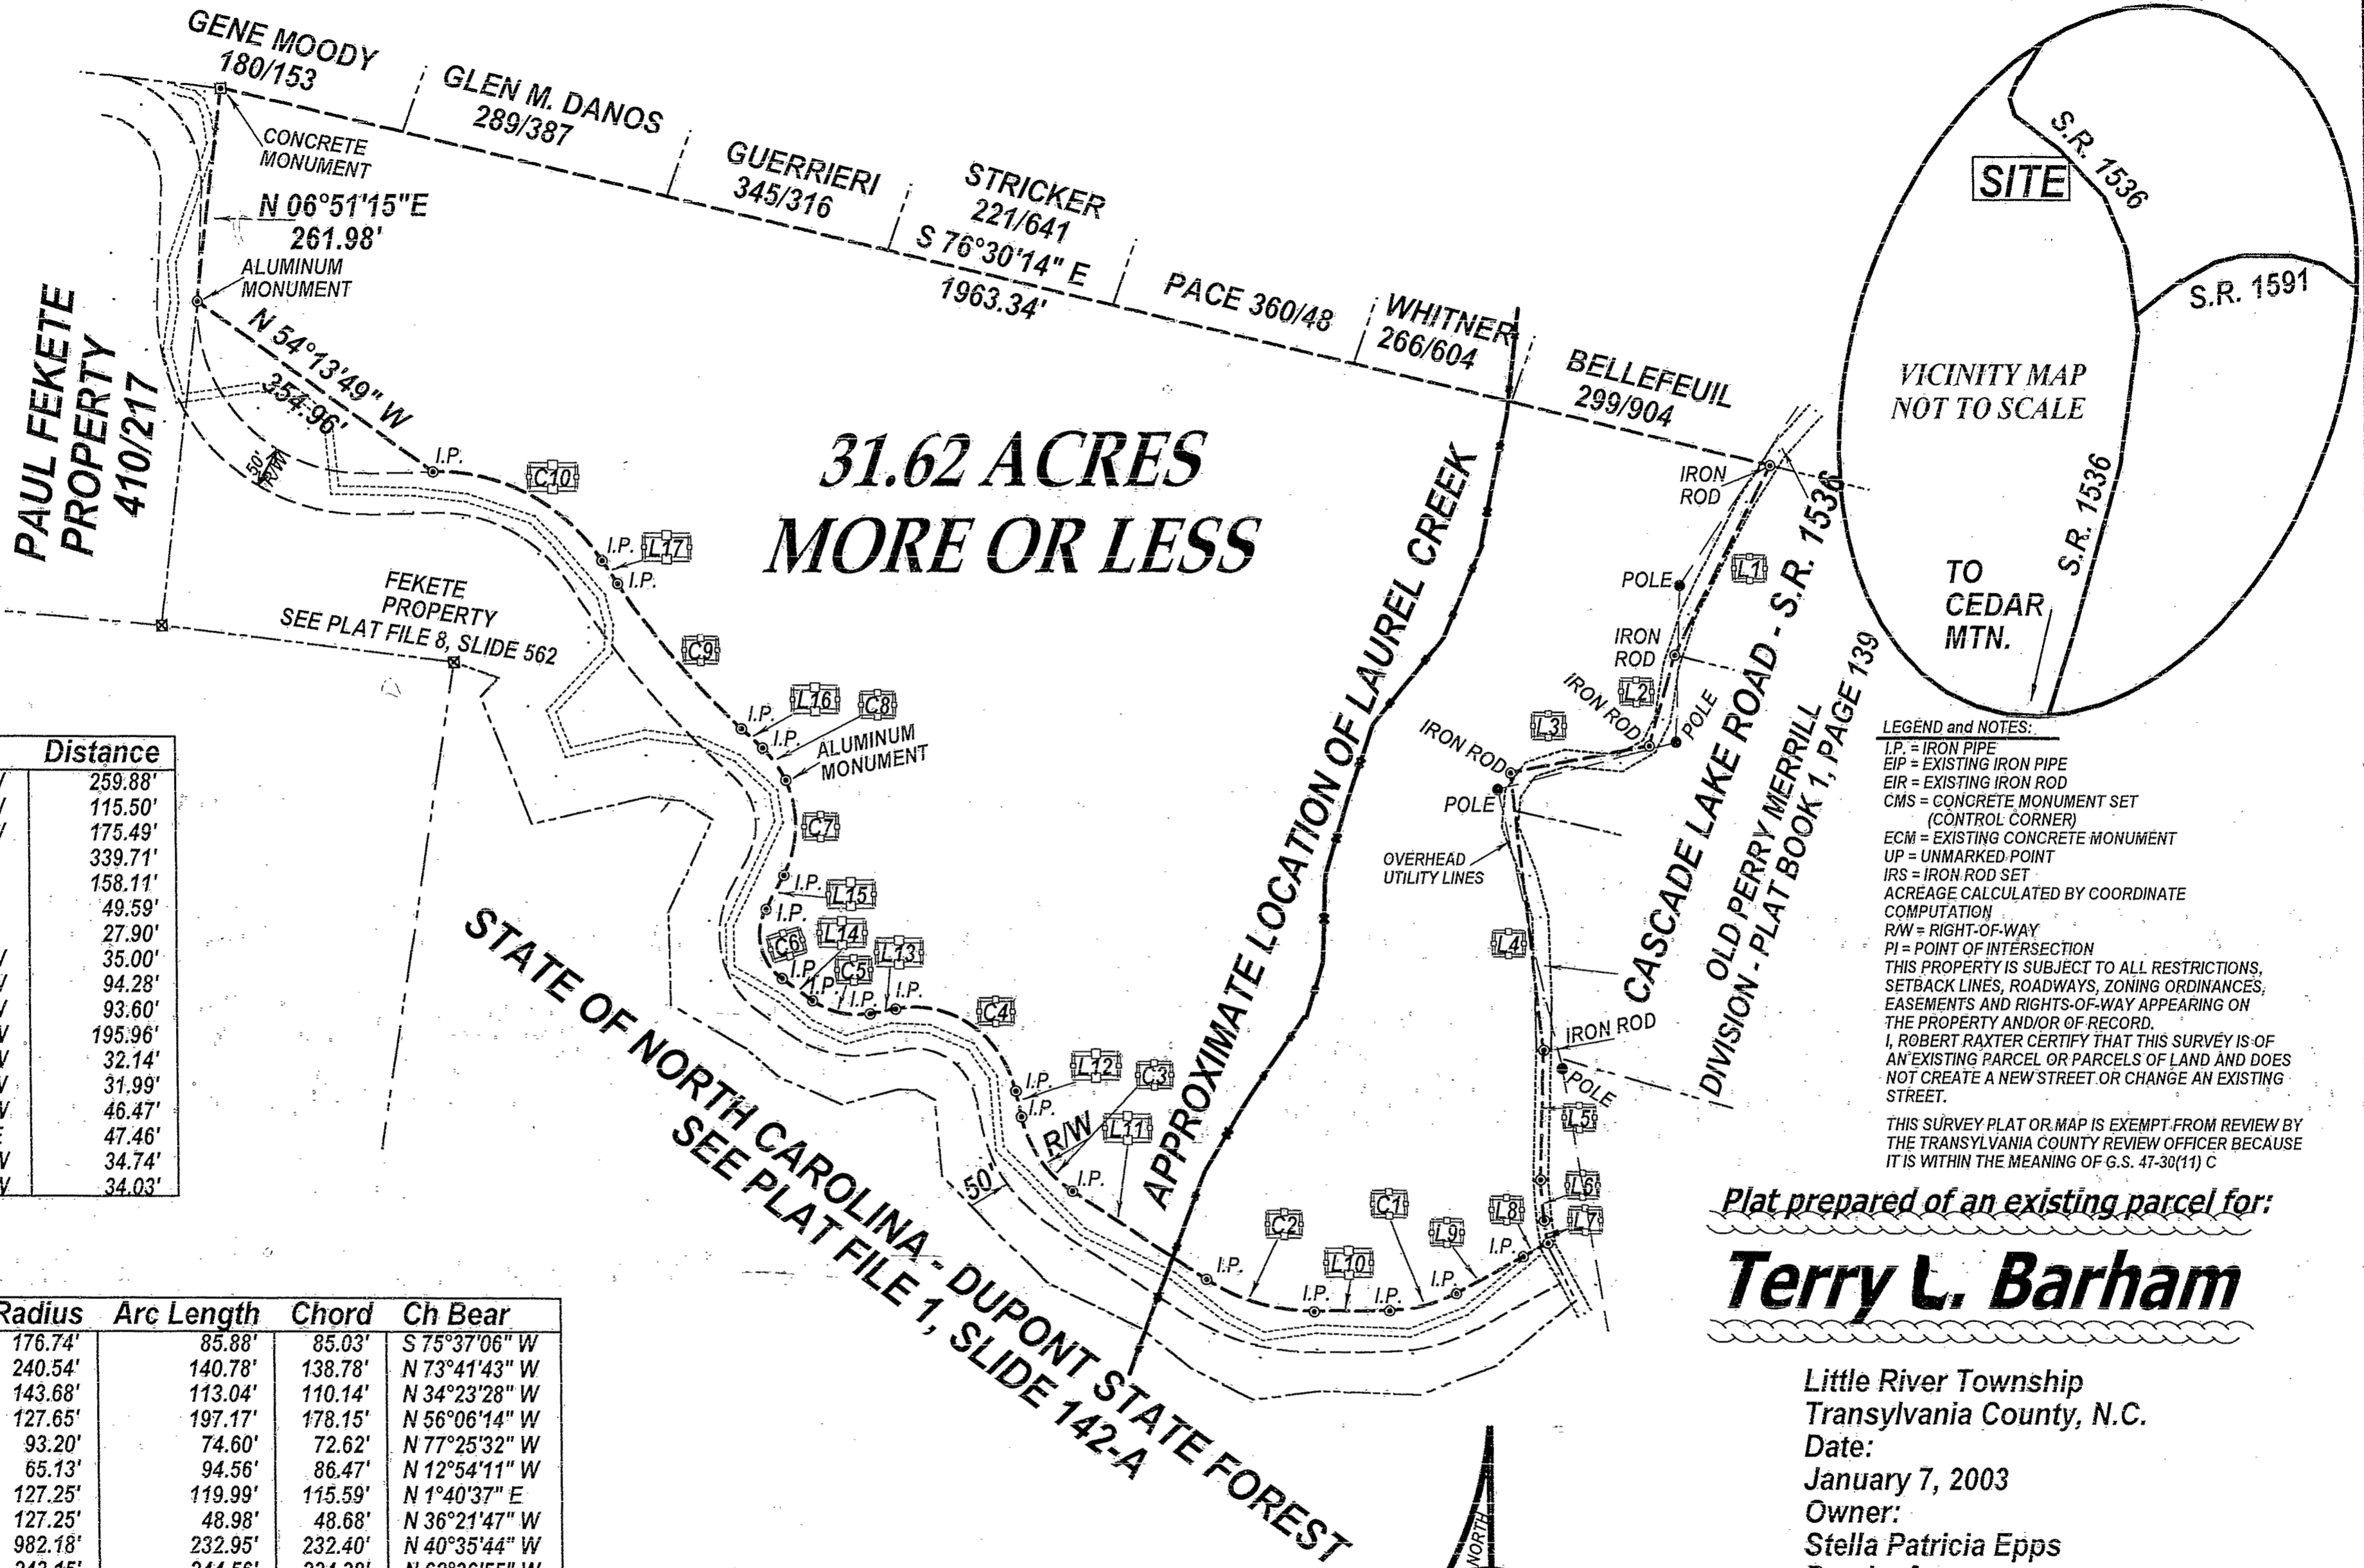 GENE MOODY
180/153
GLEN M. DANOS
289/387
GUERRIERI
345/316
STRICKER
221/641
S 76°30'14" E
1963.34'
PACE 360/48
WHITNER
266/604
BELLEFEUIL
299/904
CONCRETE
MONUMENT
N 06°51'15"E
261.98'
ALUMINUM
MONUMENT
N 54°13'49" W
354.96'
PAUL FEKETE
PROPERTY
410/217
50'
R/W
I.P.
C10
I.P.
L17
I.P.
31.62 ACRES
MORE OR LESS
FEKETE
PROPERTY
SEE PLAT FILE 8, SLIDE 562
C9
I.P.
L16
C8
I.P.
ALUMINUM
MONUMENT
C7
I.P.
L15
I.P.
C6
L14
L13
I.P.
C5
I.P.
I.P.
C4
L12
C3
I.P.
I.P.
R/W
L11
I.P.
50'
STATE OF NORTH CAROLINA - DUPONT STATE FOREST
SEE PLAT FILE 1, SLIDE 142-A
APPROXIMATE LOCATION OF LAUREL CREEK
I.P.
C2
I.P.
L10
C1
I.P.
L9
I.P.
L8
I.P.
L6
L7
IRON
ROD
L1
POLE
IRON
ROD
L2
IRON ROD
POLE
L3
IRON ROD
POLE
OVERHEAD
UTILITY LINES
L4
IRON ROD
POLE
L5
CASCADE LAKE ROAD - S.R. 1536
OLD PERRY MERRILL
DIVISION - PLAT BOOK 1, PAGE 139
S.R. 1536
SITE
S.R. 1591
VICINITY MAP
NOT TO SCALE
S.R. 1536
TO
CEDAR
MTN.
LEGEND and NOTES:
I.P. = IRON PIPE
EIP = EXISTING IRON PIPE
EIR = EXISTING IRON ROD
CMS = CONCRETE MONUMENT SET
(CONTROL CORNER)
ECM = EXISTING CONCRETE MONUMENT
UP = UNMARKED POINT
IRS = IRON ROD SET
ACREAGE CALCULATED BY COORDINATE
COMPUTATION
R/W = RIGHT-OF-WAY
PI = POINT OF INTERSECTION
THIS PROPERTY IS SUBJECT TO ALL RESTRICTIONS,
SETBACK LINES, ROADWAYS, ZONING ORDINANCES,
EASEMENTS AND RIGHTS-OF-WAY APPEARING ON
THE PROPERTY AND/OR OF RECORD.
I, ROBERT RAXTER CERTIFY THAT THIS SURVEY IS OF
AN EXISTING PARCEL OR PARCELS OF LAND AND DOES
NOT CREATE A NEW STREET OR CHANGE AN EXISTING
STREET.
THIS SURVEY PLAT OR MAP IS EXEMPT FROM REVIEW BY
THE TRANSYLVANIA COUNTY REVIEW OFFICER BECAUSE
IT IS WITHIN THE MEANING OF G.S. 47-30(11) C
Plat prepared of an existing parcel for:
Terry L. Barham
Little River Township
Transylvania County, N.C.
Date:
January 7, 2003
Owner:
Stella Patricia Epps
NORTH
Distance
259.88'
115.50'
175.49'
339.71'
158.11'
49.59'
27.90'
35.00'
94.28'
93.60'
195.96'
32.14'
31.99'
46.47'
47.46'
34.74'
34.03'
Radius Arc Length Chord Ch Bear
176.74' 85.88' 85.03' S 75°37'06" W
240.54' 140.78' 138.78' N 73°41'43" W
143.68' 113.04' 110.14' N 34°23'28" W
127.65' 197.17' 178.15' N 56°06'14" W
93.20' 74.60' 72.62' N 77°25'32" W
65.13' 94.56' 86.47' N 12°54'11" W
127.25' 119.99' 115.59' N 1°40'37" E
127.25' 48.98' 48.68' N 36°21'47" W
982.18' 232.95' 232.40' N 40°35'44" W